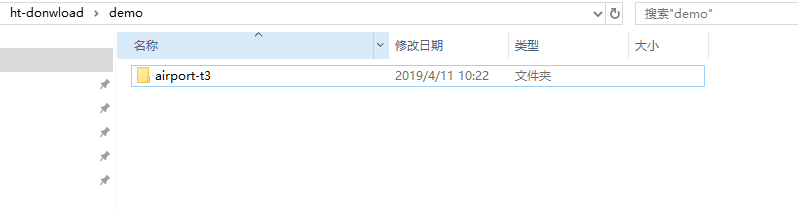 ht-donwload > demo 搜索"demo"
名称 修改日期 类型 大小
airport-t3 2019/4/11 10:22 文件夹